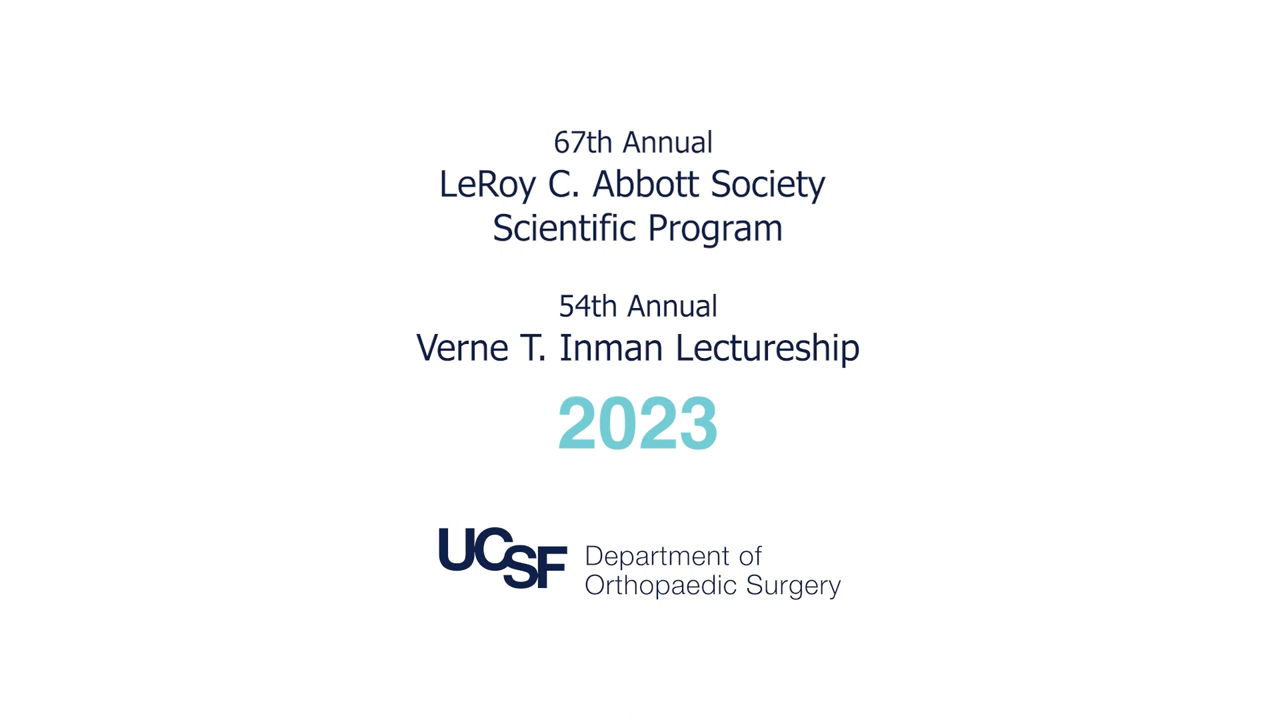 67th Annual
LeRoy C. Abbott Society
Scientific Program
54th Annual
Verne T. Inman Lectureship
2023
UCSF Department of
Orthopaedic Surgery